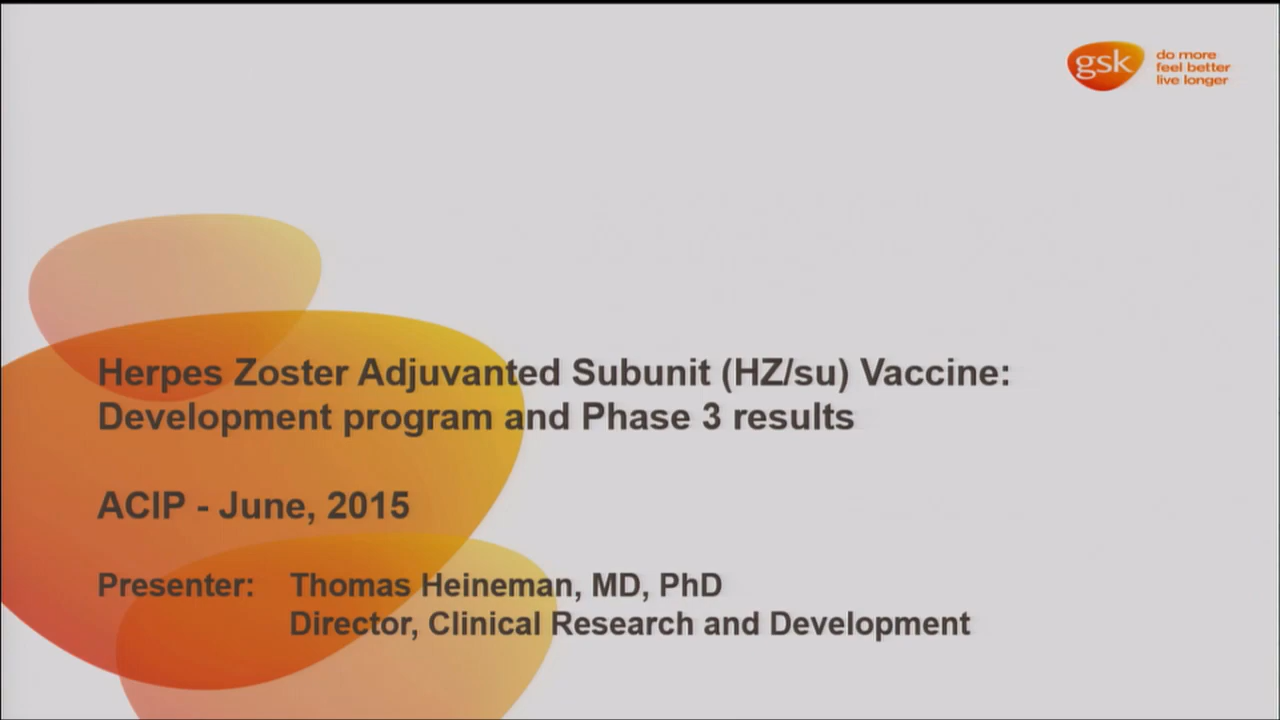 gsk
do more
feel better
live longer
Herpes Zoster Adjuvanted Subunit (HZ/su) Vaccine:
Development program and Phase 3 results
ACIP - June, 2015
Presenter: Thomas Heineman, MD, PhD
Director, Clinical Research and Development